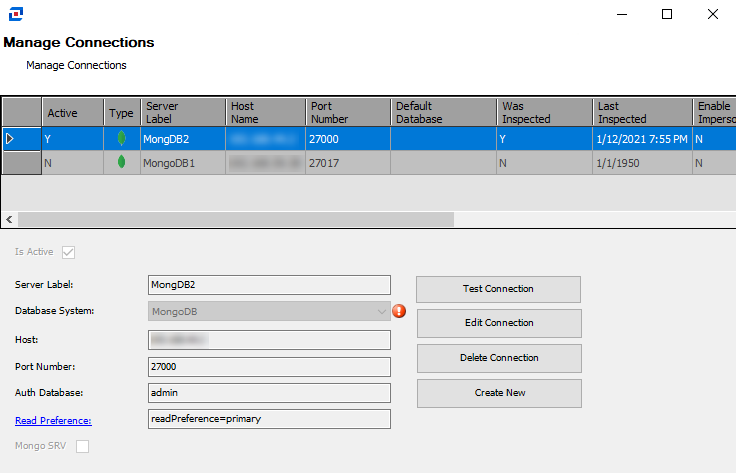 Manage Connections
Manage Connections
Active Type Server Label Host Name Port Number Default Database Was Inspected Last Inspected Enable Imperso
Y MongDB2 27000 Y 1/12/2021 7:55 PM N
N MongoDB1 27017 N 1/1/1950 N
Is Active
Server Label: MongDB2 Test Connection
Database System: MongoDB Edit Connection
Host:
Delete Connection
Port Number: 27000
Auth Database: admin Create New
Read Preference: readPreference=primary
Mongo SRV